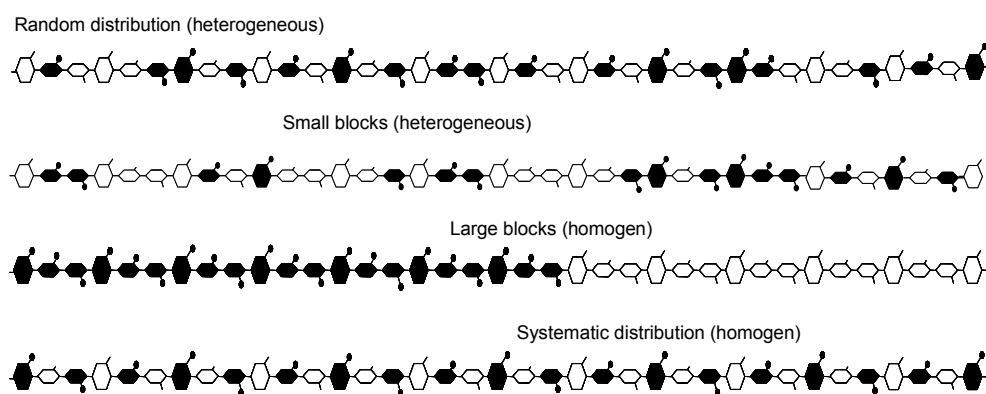 Random distribution (heterogeneous)
Small blocks (heterogeneous)
Large blocks (homogen)
Systematic distribution (homogen)